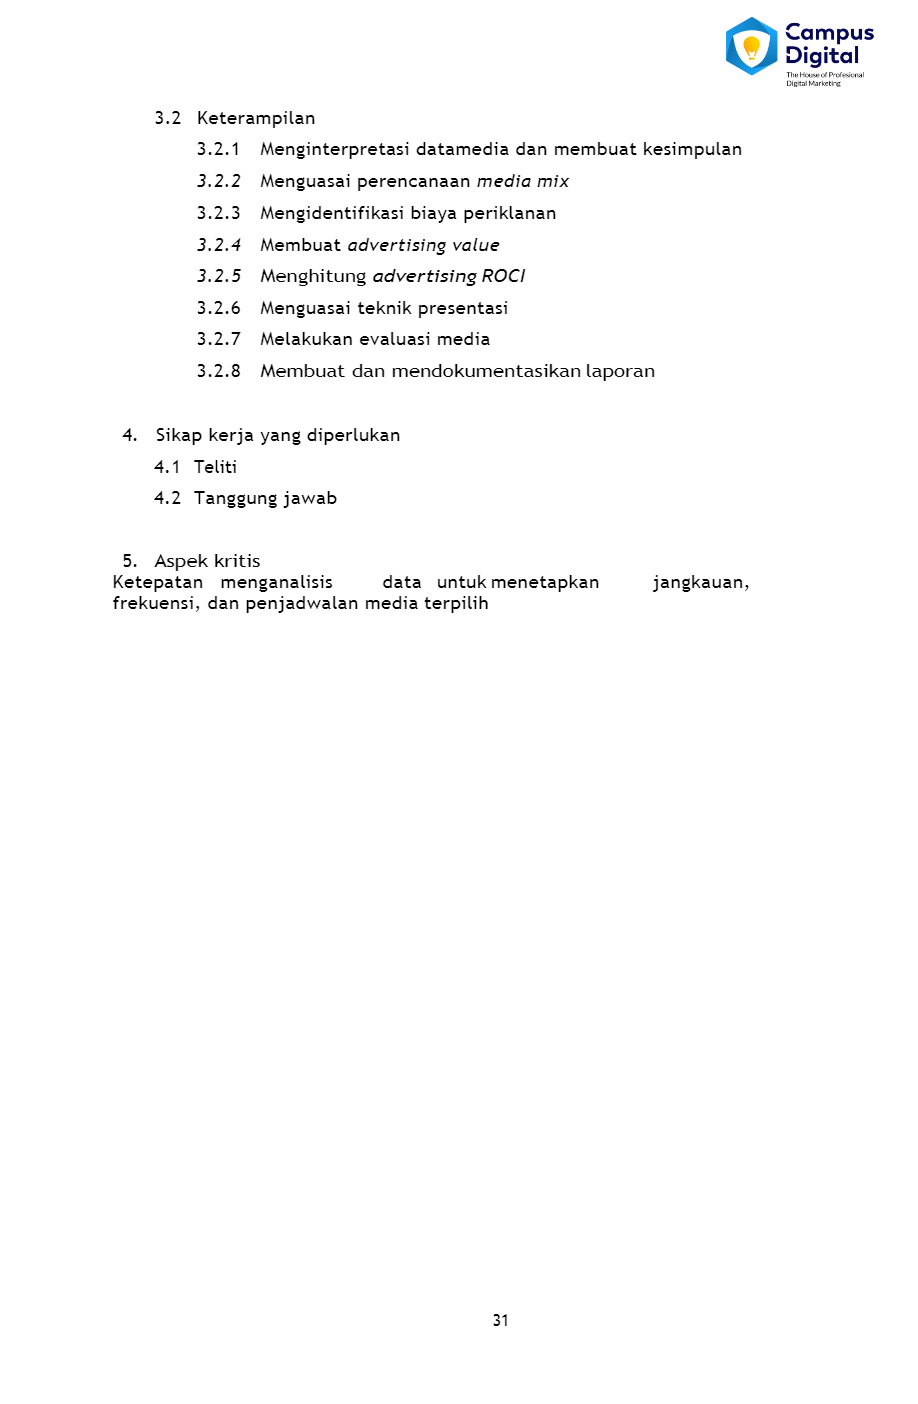 Campus
Digital
The House of Profesional
Digital Marketing
3.2 Keterampilan
3.2.1 Menginterpretasi datamedia dan membuat kesimpulan
3.2.2 Menguasai perencanaan media mix
3.2.3 Mengidentifikasi biaya periklanan
3.2.4 Membuat advertising value
3.2.5 Menghitung advertising ROCI
3.2.6 Menguasai teknik presentasi
3.2.7 Melakukan evaluasi media
3.2.8 Membuat dan mendokumentasikan laporan
4. Sikap kerja yang diperlukan
4.1 Teliti
4.2 Tanggung jawab
5. Aspek kritis
Ketepatan menganalisis data untuk menetapkan jangkauan,
frekuensi, dan penjadwalan media terpilih
31